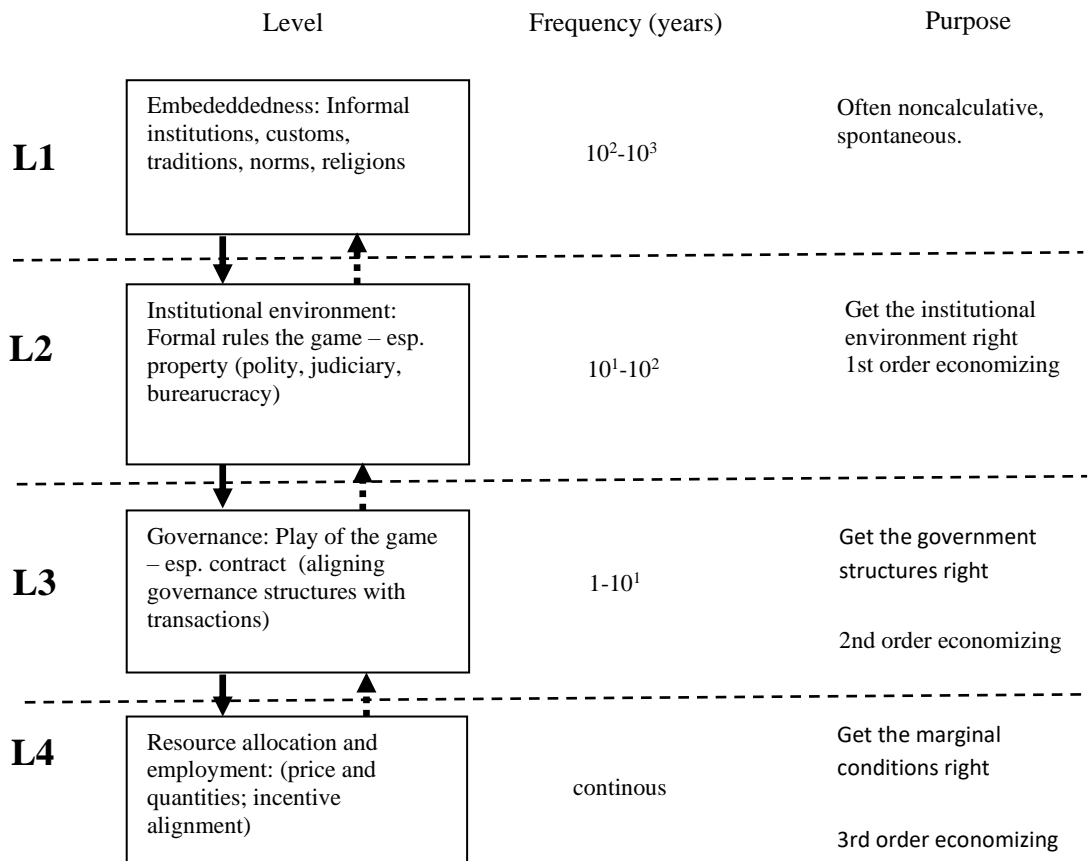 Level
Frequency (years)
Purpose
L1
Embededdedness: Informal
institutions, customs,
traditions, norms, religions
10²-10³
Often noncalculative,
spontaneous.
L2
Institutional environment:
Formal rules the game – esp.
property (polity, judiciary,
burearucracy)
10¹-10²
Get the institutional
environment right
1st order economizing
L3
Governance: Play of the game
– esp. contract  (aligning
governance structures with
transactions)
1-10¹
Get the government
structures right
2nd order economizing
L4
Resource allocation and
employment: (price and
quantities; incentive
alignment)
continous
Get the marginal
conditions right
3rd order economizing